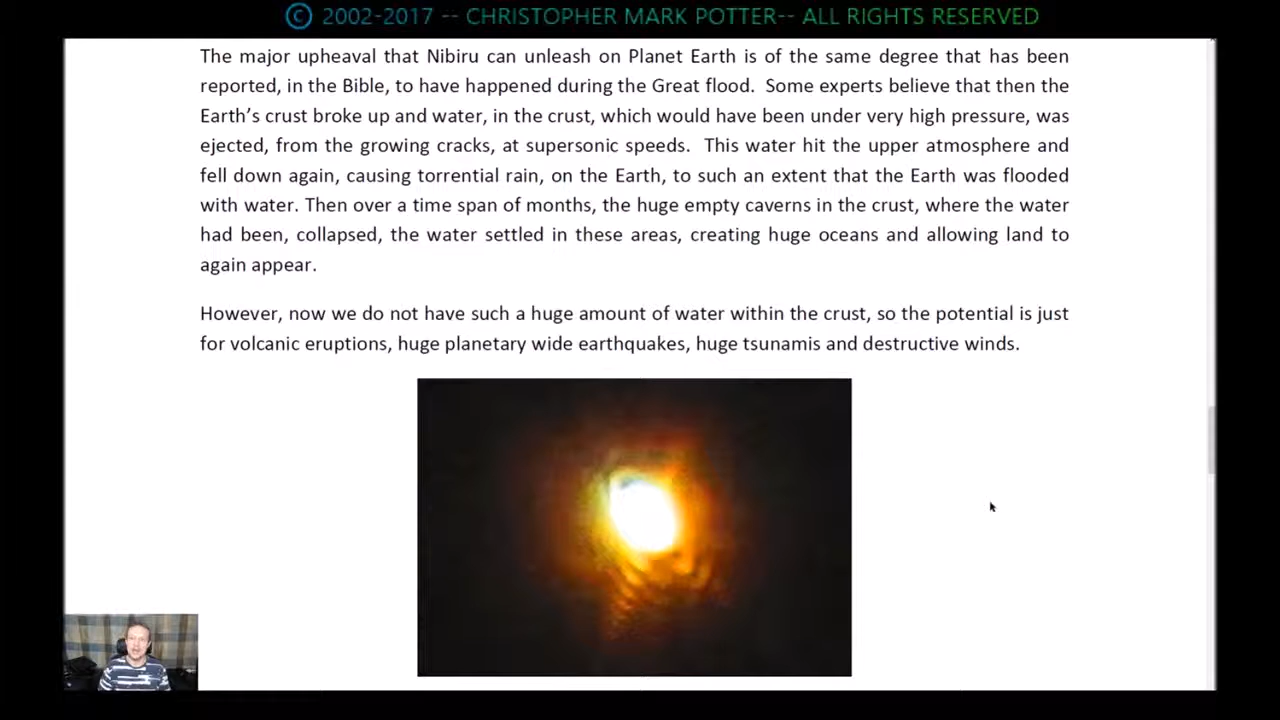 © 2002-2017 -- CHRISTOPHER MARK POTTER-- ALL RIGHTS RESERVED
The major upheaval that Nibiru can unleash on Planet Earth is of the same degree that has been
reported, in the Bible, to have happened during the Great flood.  Some experts believe that then the
Earth’s crust broke up and water, in the crust, which would have been under very high pressure, was
ejected, from the growing cracks, at supersonic speeds.  This water hit the upper atmosphere and
fell down again, causing torrential rain, on the Earth, to such an extent that the Earth was flooded
with water. Then over a time span of months, the huge empty caverns in the crust, where the water
had been, collapsed, the water settled in these areas, creating huge oceans and allowing land to
again appear.
However, now we do not have such a huge amount of water within the crust, so the potential is just
for volcanic eruptions, huge planetary wide earthquakes, huge tsunamis and destructive winds.